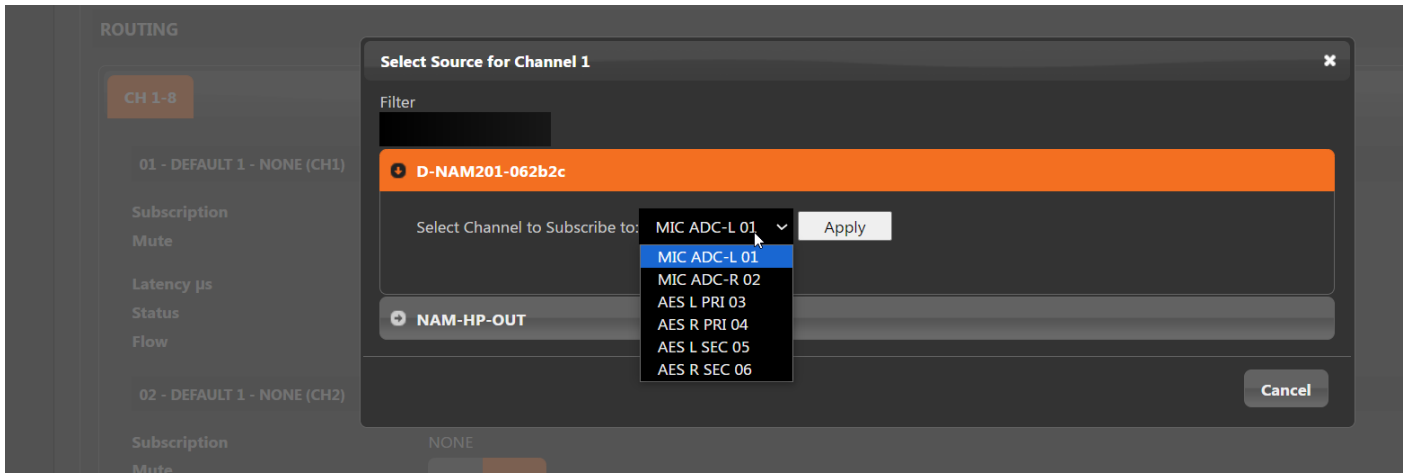 ROUTING
Select Source for Channel 1
CH 1-8
Filter
01 - DEFAULT 1 - NONE (CH1)
D-NAM201-062b2c
Subscription
Select Channel to Subscribe to: MIC ADC-L 01 Apply
Mute
MIC ADC-L 01
MIC ADC-R 02
Latency µs
AES L PRI 03
Status
NAM-HP-OUT
AES R PRI 04
Flow
AES L SEC 05
AES R SEC 06
02 - DEFAULT 1 - NONE (CH2)
Cancel
Subscription NONE
Mute